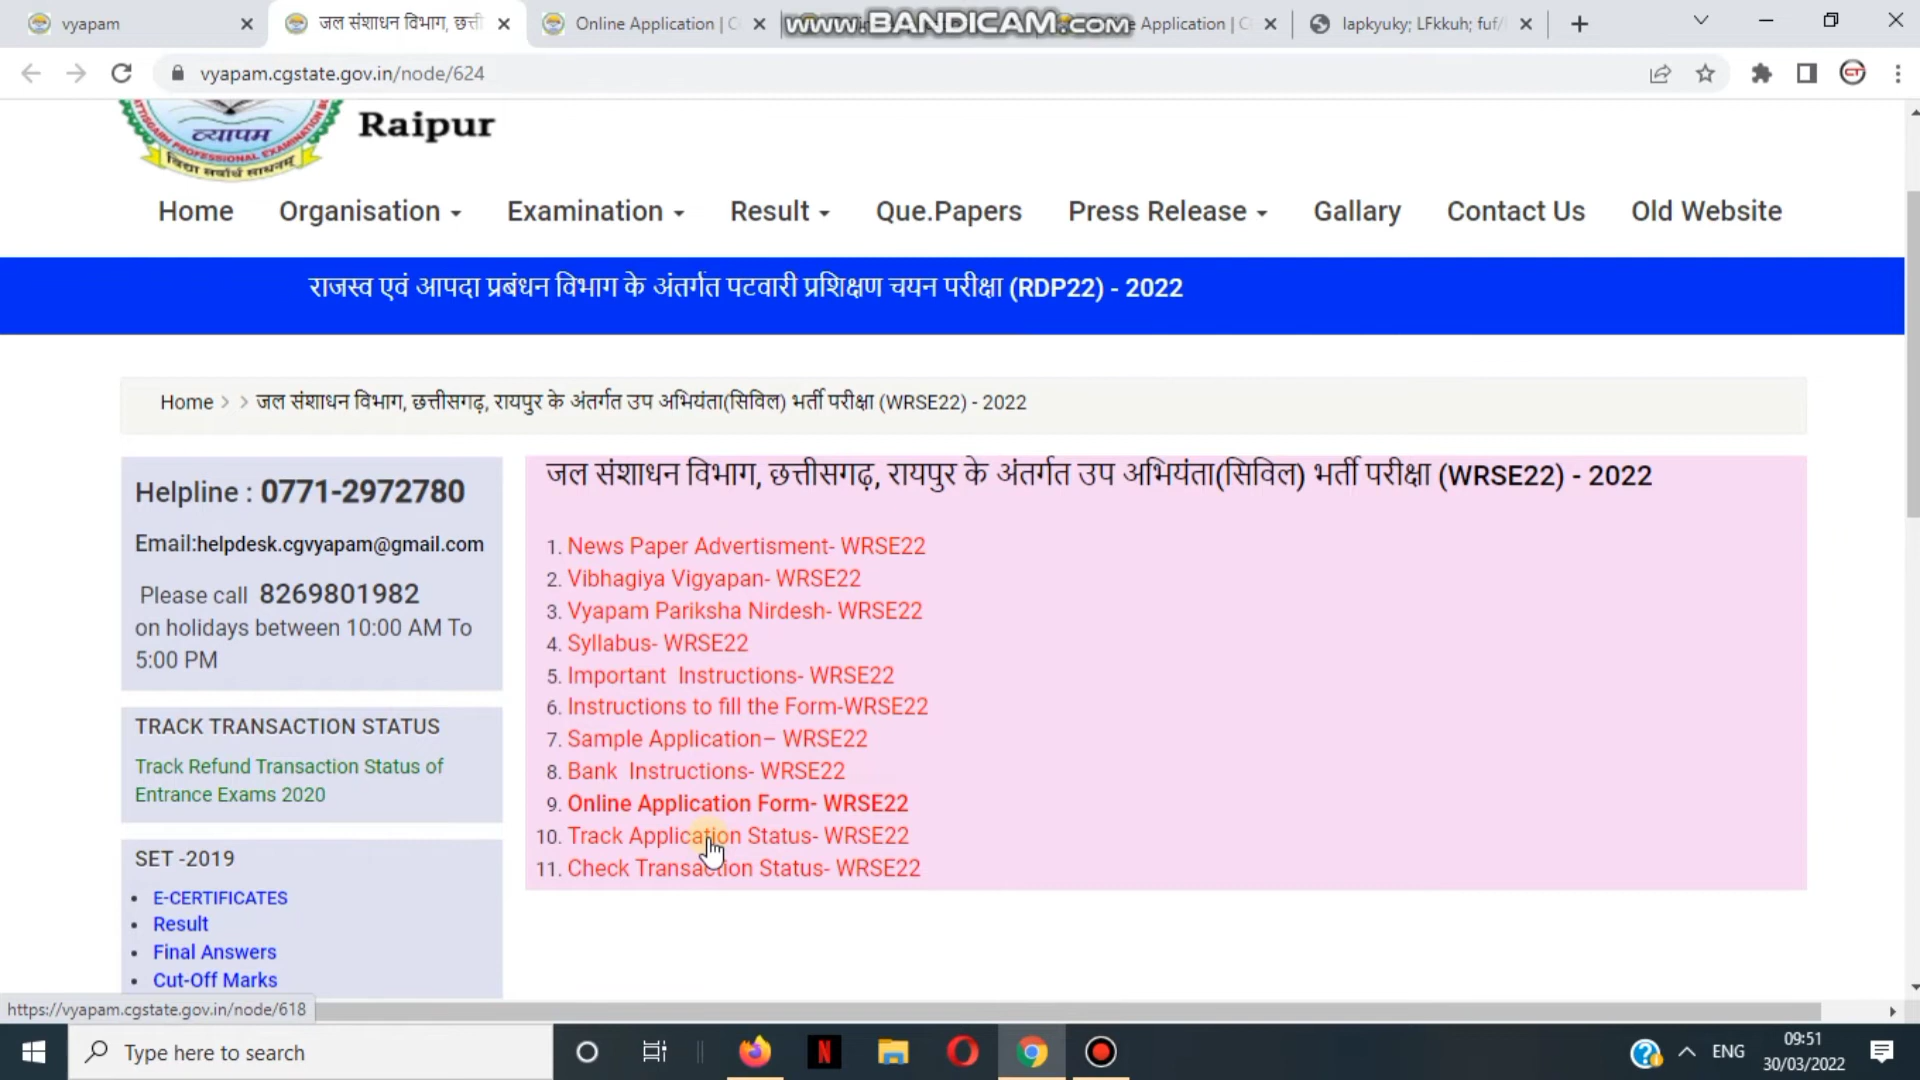 vyapam
जल संशाधन विभाग, छत्ती
Online Application | C
www.BANDICAM.com
e Application | C
lapkyuky; LFkkuh; fuf/
vyapam.cgstate.gov.in/node/624
व्यापम
PROFESSIONAL EXAMINATION BO
विद्या सर्वार्थ साधनम्
Raipur
Home
Organisation
Examination
Result
Que.Papers
Press Release
Gallary
Contact Us
Old Website
राजस्व एवं आपदा प्रबंधन विभाग के अंतर्गत पटवारी प्रशिक्षण चयन परीक्षा (RDP22) - 2022
Home > > जल संशाधन विभाग, छत्तीसगढ़, रायपुर के अंतर्गत उप अभियंता(सिविल) भर्ती परीक्षा (WRSE22) - 2022
Helpline : 0771-2972780
Email:helpdesk.cgvyapam@gmail.com
Please call 8269801982
on holidays between 10:00 AM To
5:00 PM
TRACK TRANSACTION STATUS
Track Refund Transaction Status of
Entrance Exams 2020
SET -2019
• E-CERTIFICATES
• Result
• Final Answers
• Cut-Off Marks
जल संशाधन विभाग, छत्तीसगढ़, रायपुर के अंतर्गत उप अभियंता(सिविल) भर्ती परीक्षा (WRSE22) - 2022
1. News Paper Advertisment- WRSE22
2. Vibhagiya Vigyapan- WRSE22
3. Vyapam Pariksha Nirdesh- WRSE22
4. Syllabus- WRSE22
5. Important Instructions- WRSE22
6. Instructions to fill the Form-WRSE22
7. Sample Application– WRSE22
8. Bank Instructions- WRSE22
9. Online Application Form- WRSE22
10. Track Application Status- WRSE22
11. Check Transaction Status- WRSE22
https://vyapam.cgstate.gov.in/node/618
Type here to search
ENG
09:51
30/03/2022